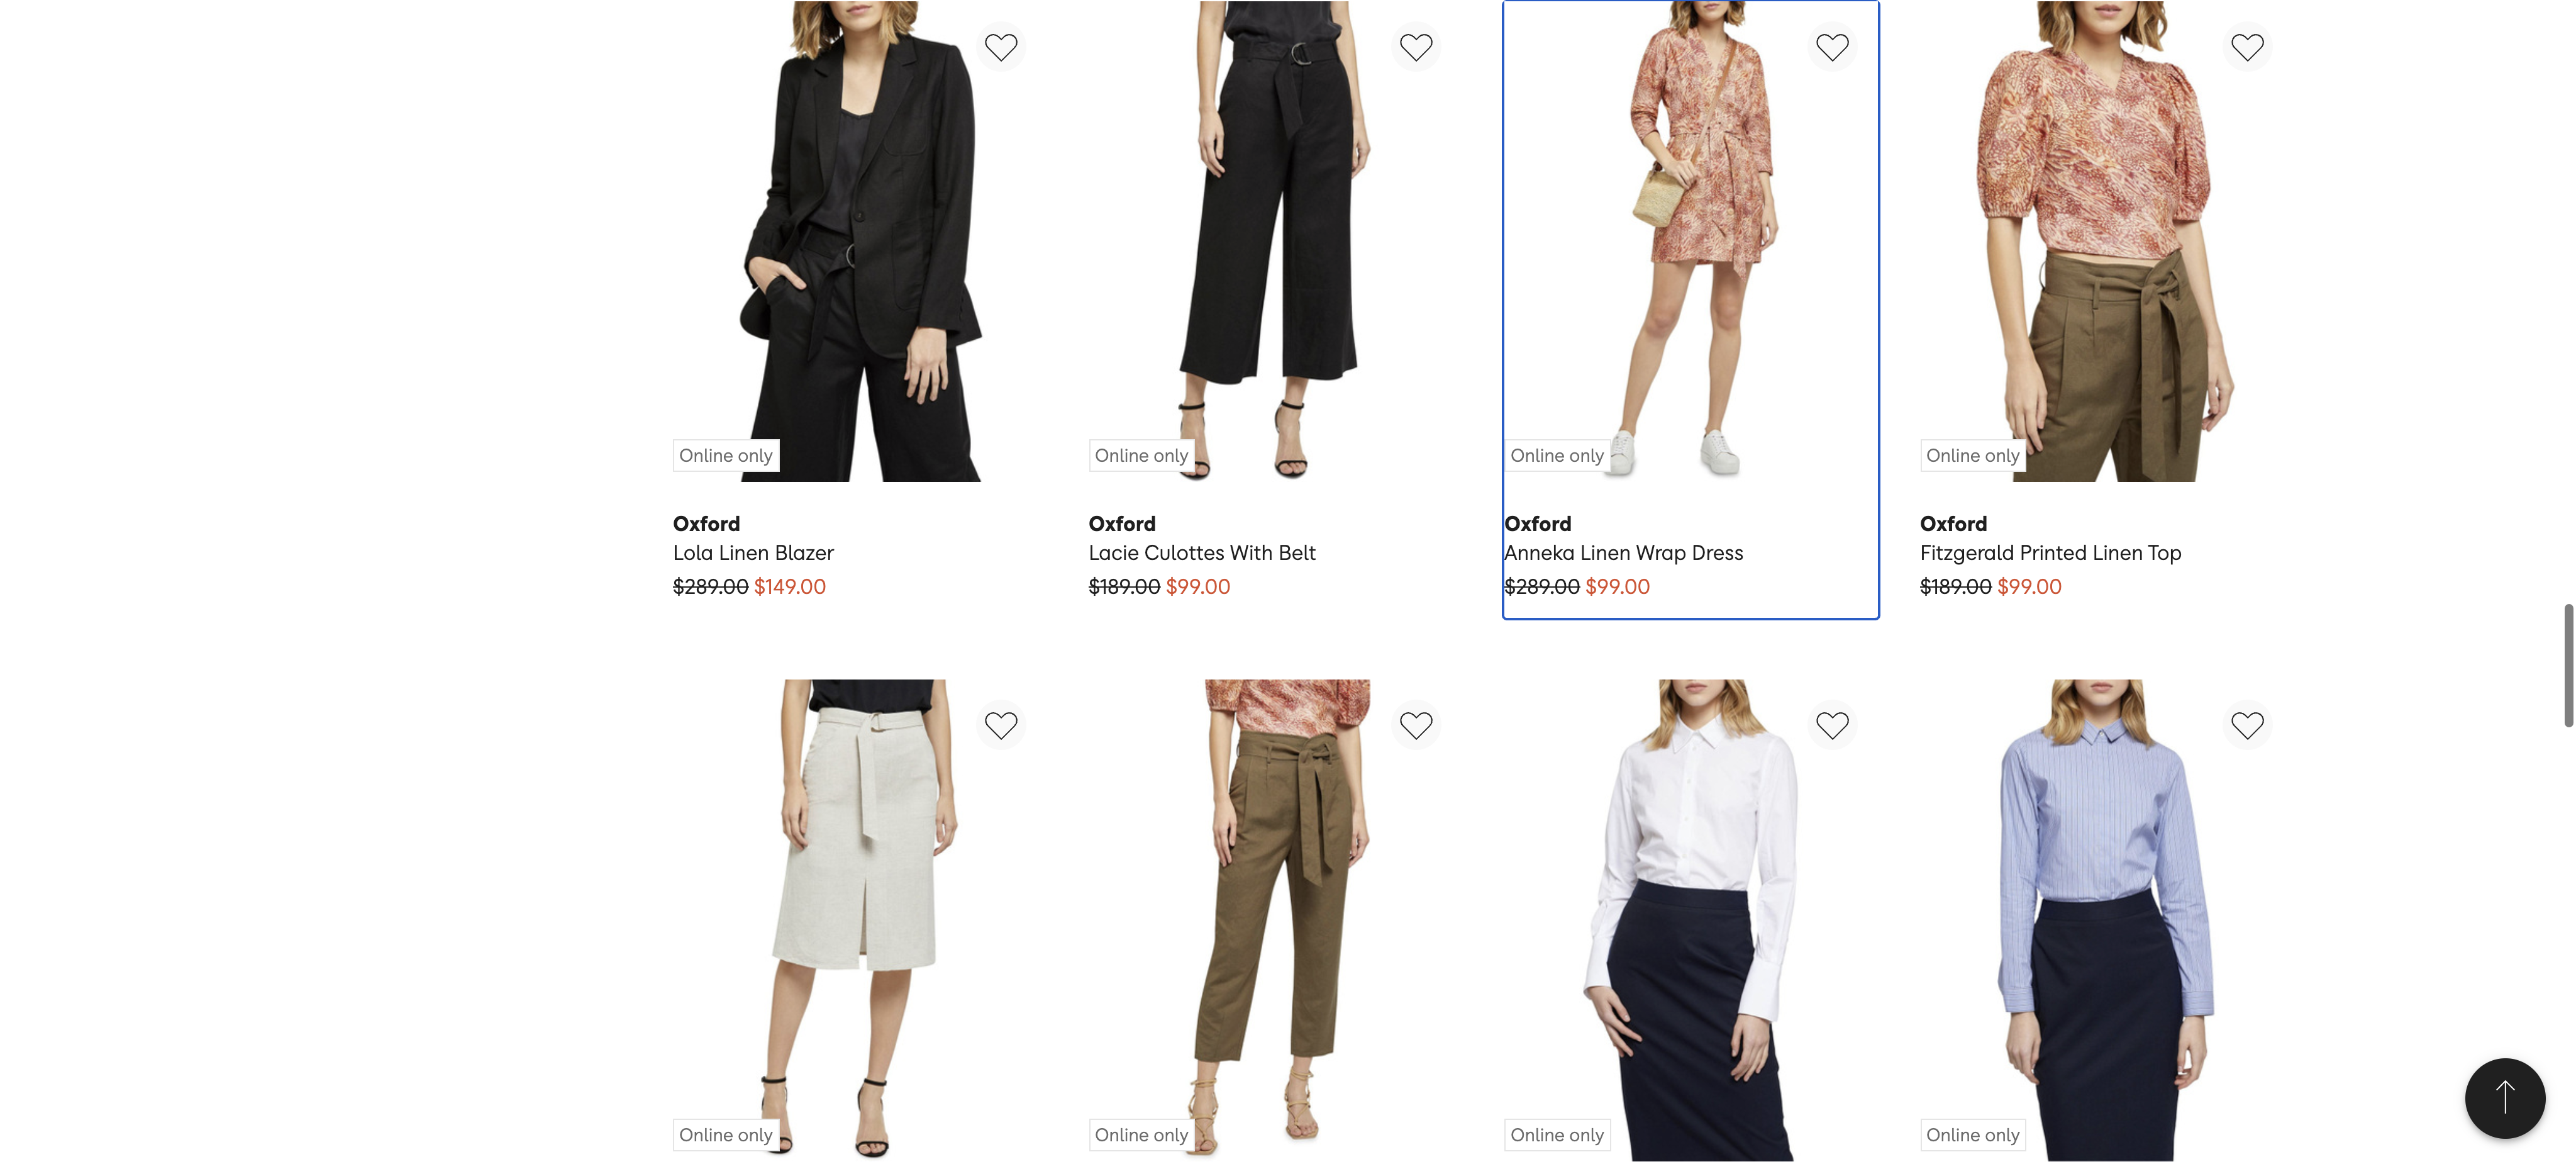 Online only
Online only
Online only
Online only
Oxford
Lola Linen Blazer
$289.00 $149.00
Oxford
Lacie Culottes With Belt
$189.00 $99.00
Oxford
Anneka Linen Wrap Dress
$289.00 $99.00
Oxford
Fitzgerald Printed Linen Top
$189.00 $99.00
Online only
Online only
Online only
Online only